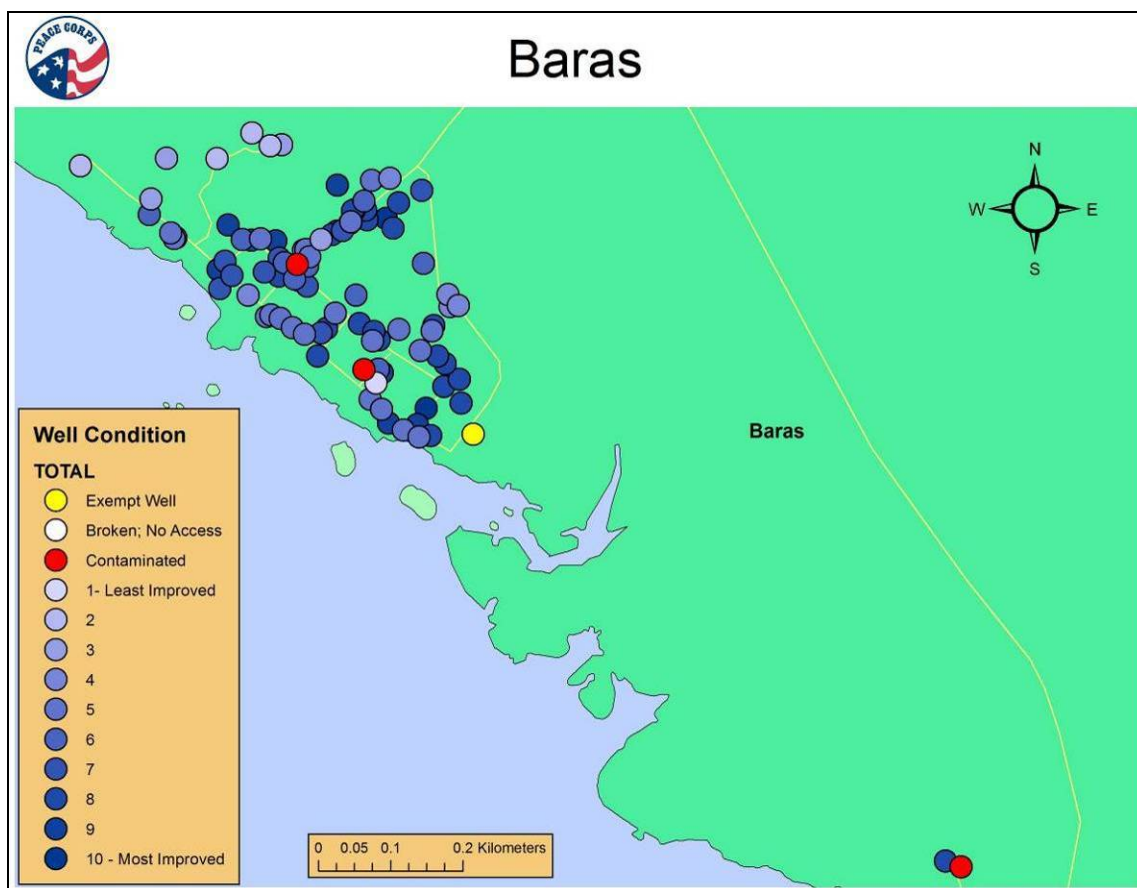 PEACE CORPS
Baras
N
W E
S
Baras
Well Condition
TOTAL
Exempt Well
Broken; No Access
Contaminated
1- Least Improved
2
3
4
5
6
7
8
9
10 - Most Improved
0 0.05 0.1 0.2 Kilometers